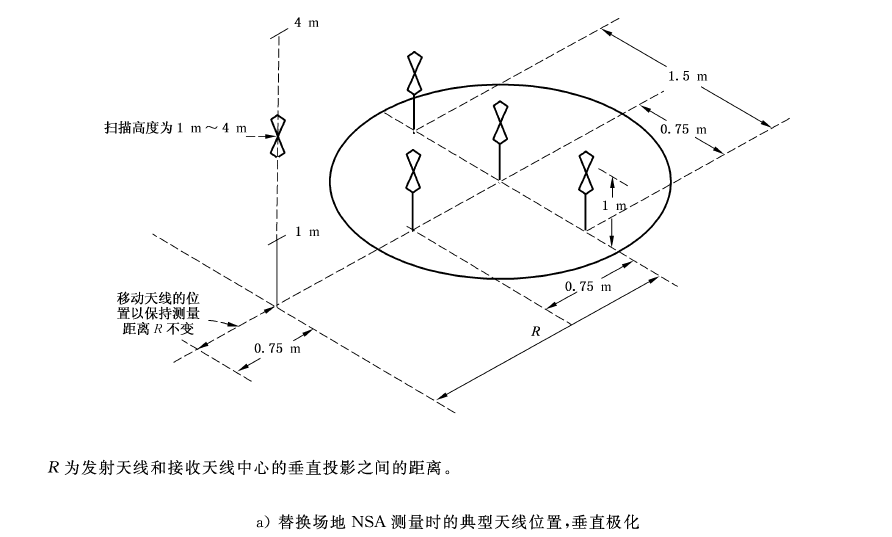 4 m
1.5 m
扫描高度为1 m～4 m
0.75 m
1 m
1 m
0.75 m
移动天线的位
置以保持测量
距离 R 不变
R
0.75 m
R 为发射天线和接收天线中心的垂直投影之间的距离。
a）替换场地 NSA 测量时的典型天线位置,垂直极化